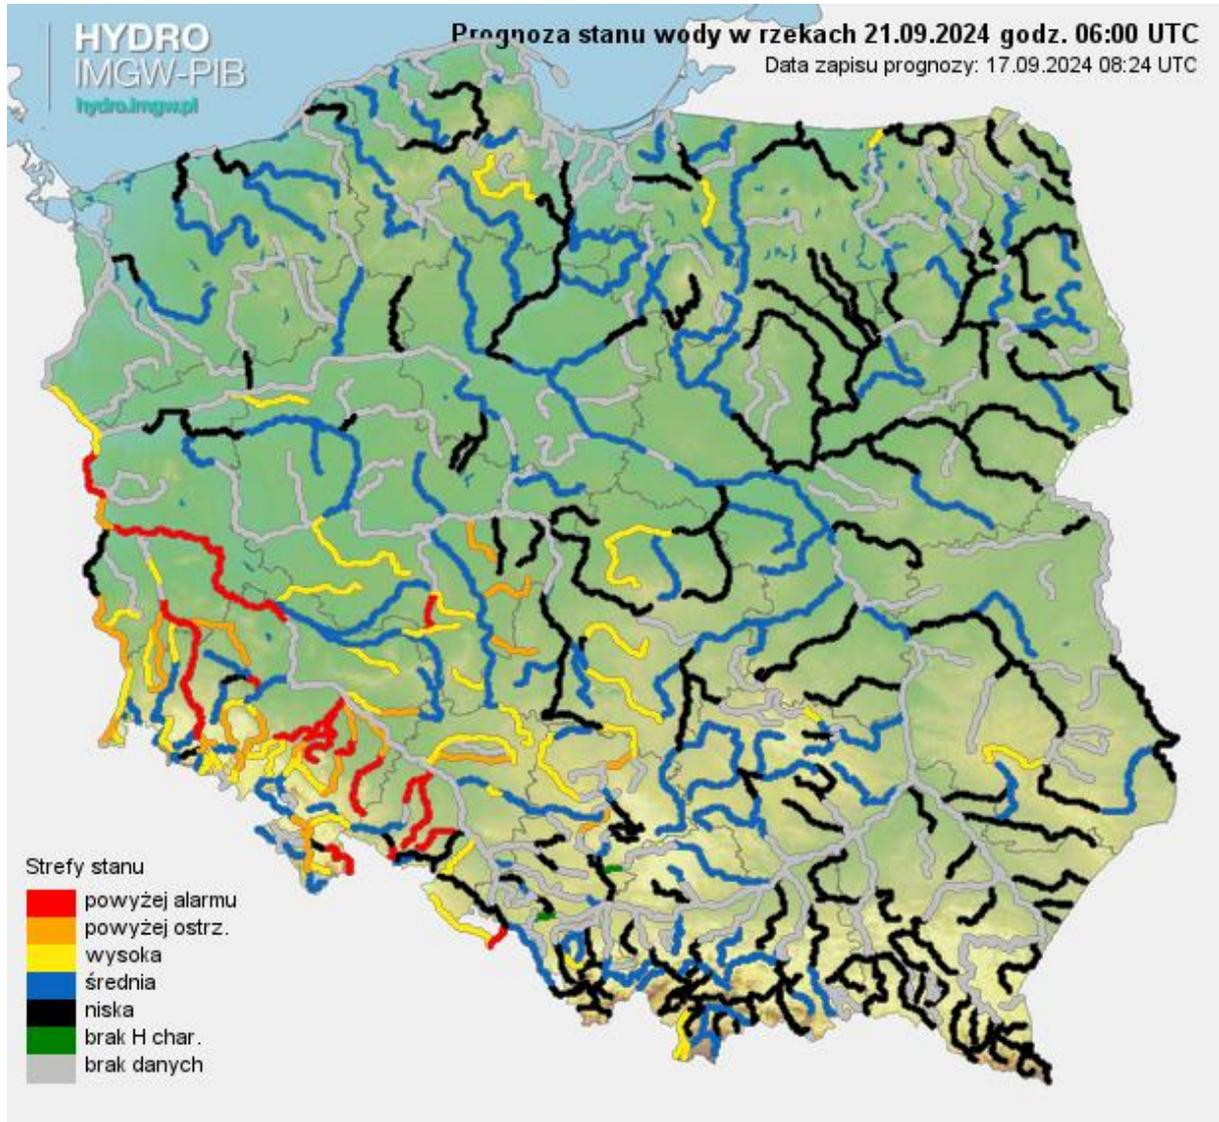 HYDRO
IMGW-PIB
hydro.imgw.pl
Prognoza stanu wody w rzekach 21.09.2024 godz. 06:00 UTC
Data zapisu prognozy: 17.09.2024 08:24 UTC
Strefy stanu
powyżej alarmu
powyżej ostrz.
wysoka
średnia
niska
brak H char.
brak danych